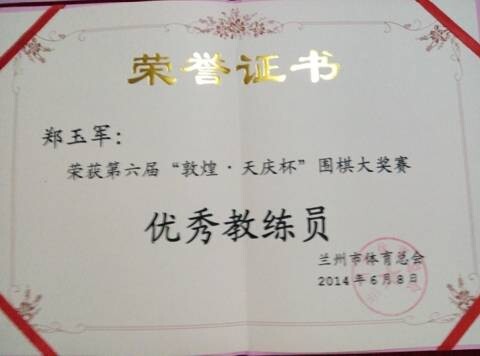 荣誉证书
郑玉军：
荣获第六届“敦煌·天庆杯”围棋大奖赛
优秀教练员
兰州市体育总会
2014年6月8日